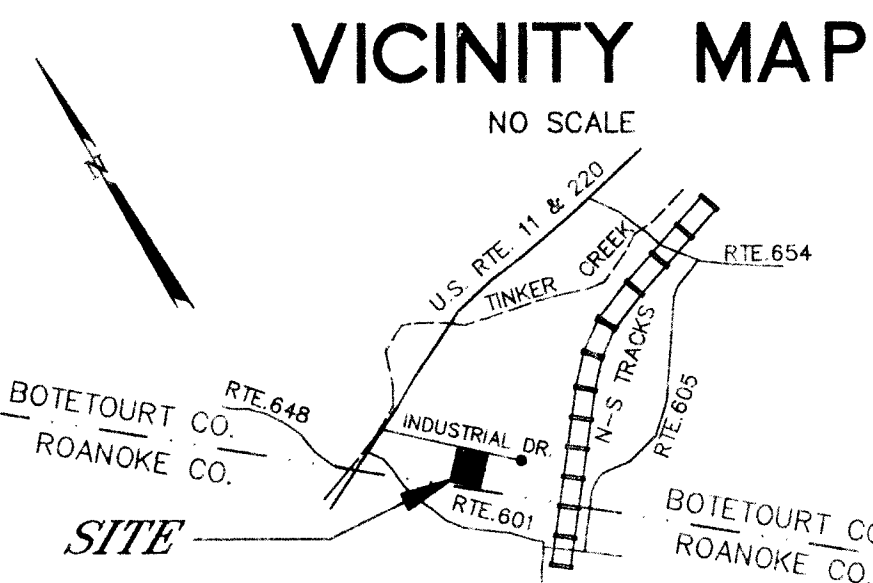 VICINITY MAP
NO SCALE
N
U.S. RTE. 11 & 220
TINKER CREEK
RTE.654
N-S TRACKS
RTE.605
BOTETOURT CO.
ROANOKE CO.
RTE.648
INDUSTRIAL DR.
RTE.601
SITE
BOTETOURT CO
ROANOKE CO.